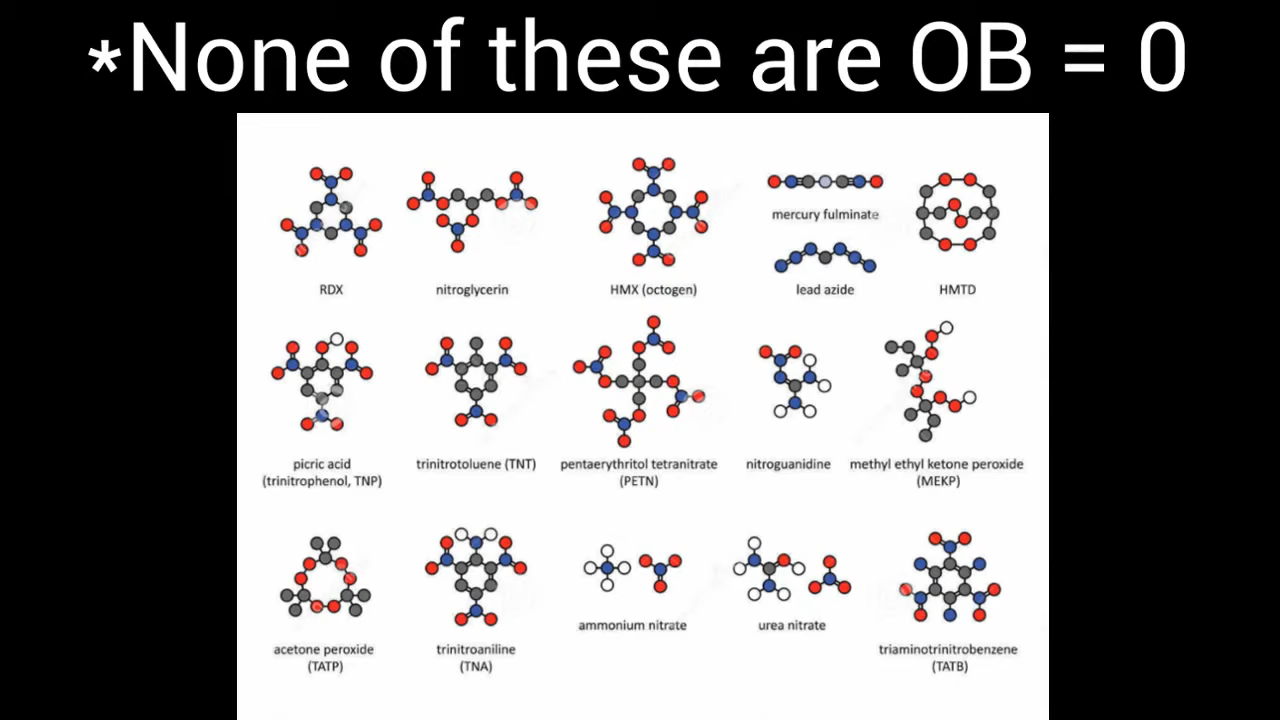 *None of these are OB = 0
mercury fulminate
RDX
nitroglycerin
HMX (octogen)
lead azide
HMTD
picric acid
(trinitrophenol, TNP)
trinitrotoluene (TNT)
pentaerythritol tetranitrate
(PETN)
nitroguanidine
methyl ethyl ketone peroxide
(MEKP)
acetone peroxide
(TATP)
trinitroaniline
(TNA)
ammonium nitrate
urea nitrate
triaminotrinitrobenzene
(TATB)